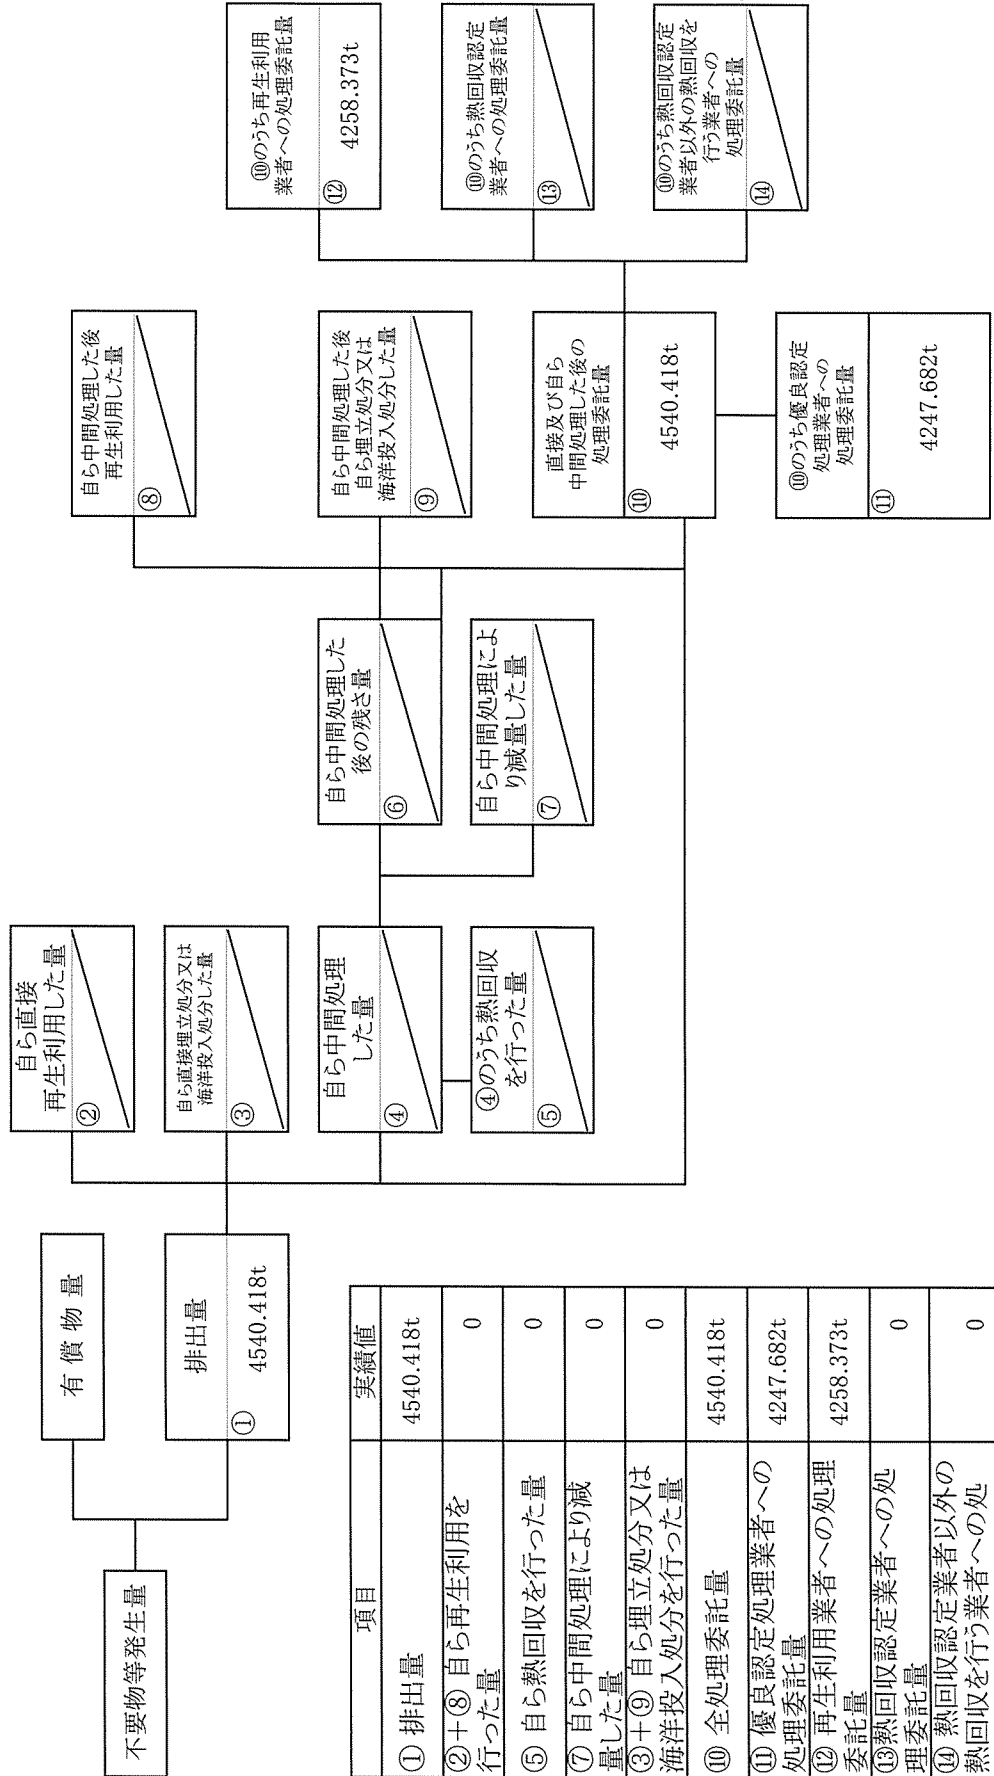 不要物等発生量
有償物量
排出量
①
4540.418t
自ら直接
再生利用した量
②
自ら直接埋立処分又は
海洋投入処分した量
③
自ら中間処理
した量
④
④のうち熱回収
を行った量
⑤
自ら中間処理した
後の残さ量
⑥
自ら中間処理によ
り減量した量
⑦
自ら中間処理した後
再生利用した量
⑧
自ら中間処理した後
自ら埋立処分又は
海洋投入処分した量
⑨
直接及び自ら
中間処理した後の
処理委託量
⑩
4540.418t
⑩のうち優良認定
処理業者への
処理委託量
⑪
4247.682t
⑩のうち再生利用
業者への処理委託量
⑫
4258.373t
⑩のうち熱回収認定
業者への処理委託量
⑬
⑩のうち熱回収認定
業者以外の熱回収を
行う業者への
処理委託量
⑭
項目 実績値
①排出量 4540.418t
②＋⑧ 自ら再生利用を
行った量 0
⑤ 自ら熱回収を行った量 0
⑦ 自ら中間処理により減
量した量 0
③＋⑨ 自ら埋立処分又は
海洋投入処分を行った量 0
⑩ 全処理委託量 4540.418t
⑪ 優良認定処理業者への
処理委託量 4247.682t
⑫ 再生利用業者への処理
委託量 4258.373t
⑬熱回収認定業者への処
理委託量 0
⑭ 熱回収認定業者以外の
熱回収を行う業者への処 0